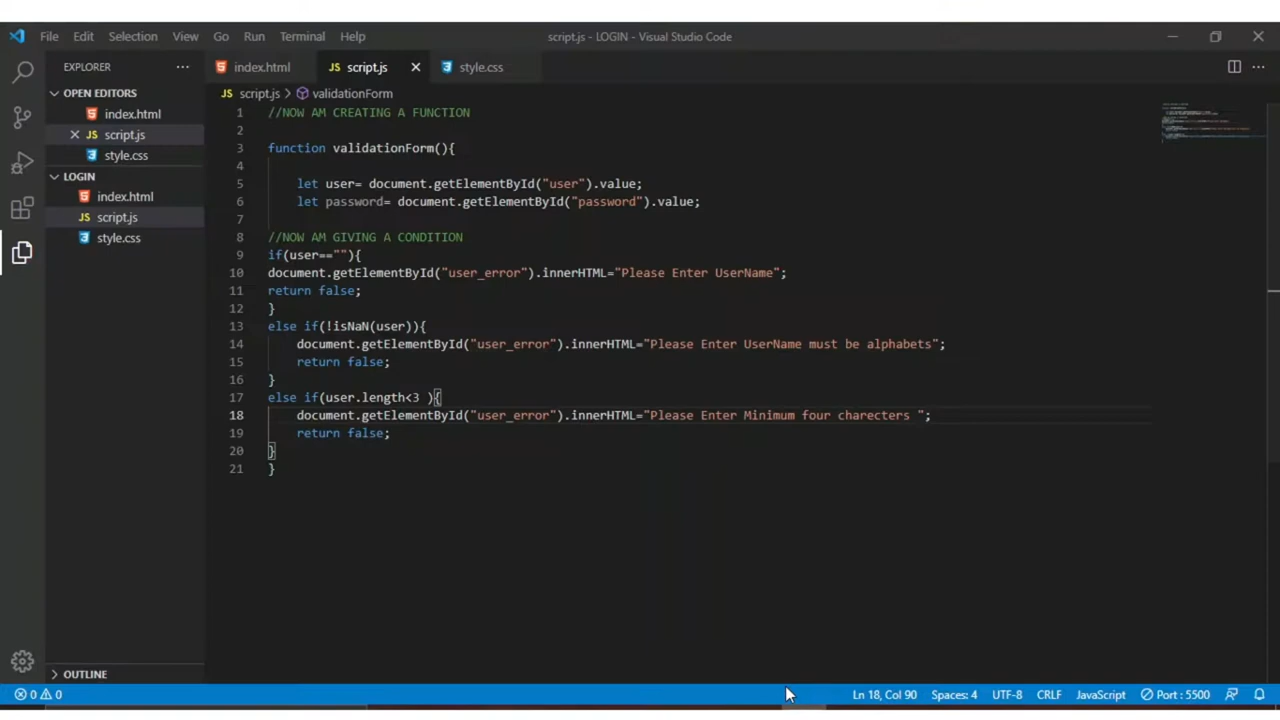 File Edit Selection View Go Run Terminal Help script.js - LOGIN - Visual Studio Code
EXPLORER index.html JS script.js style.css
OPEN EDITORS JS script.js validationForm
index.html
JS script.js
style.css
LOGIN
index.html
JS script.js
style.css
1 //NOW AM CREATING A FUNCTION
2
3 function validationForm(){
4
5 let user= document.getElementById("user").value;
6 let password= document.getElementById("password").value;
7
8 //NOW AM GIVING A CONDITION
9 if(user==""){
10 document.getElementById("user_error").innerHTML="Please Enter UserName";
11 return false;
12 }
13 else if(!isNaN(user)){
14 document.getElementById("user_error").innerHTML="Please Enter UserName must be alphabets";
15 return false;
16 }
17 else if(user.length<3 ){
18 document.getElementById("user_error").innerHTML="Please Enter Minimum four charecters ";
19 return false;
20 }
21 }
OUTLINE
0 0 Ln 18, Col 90 Spaces: 4 UTF-8 CRLF JavaScript Port : 5500